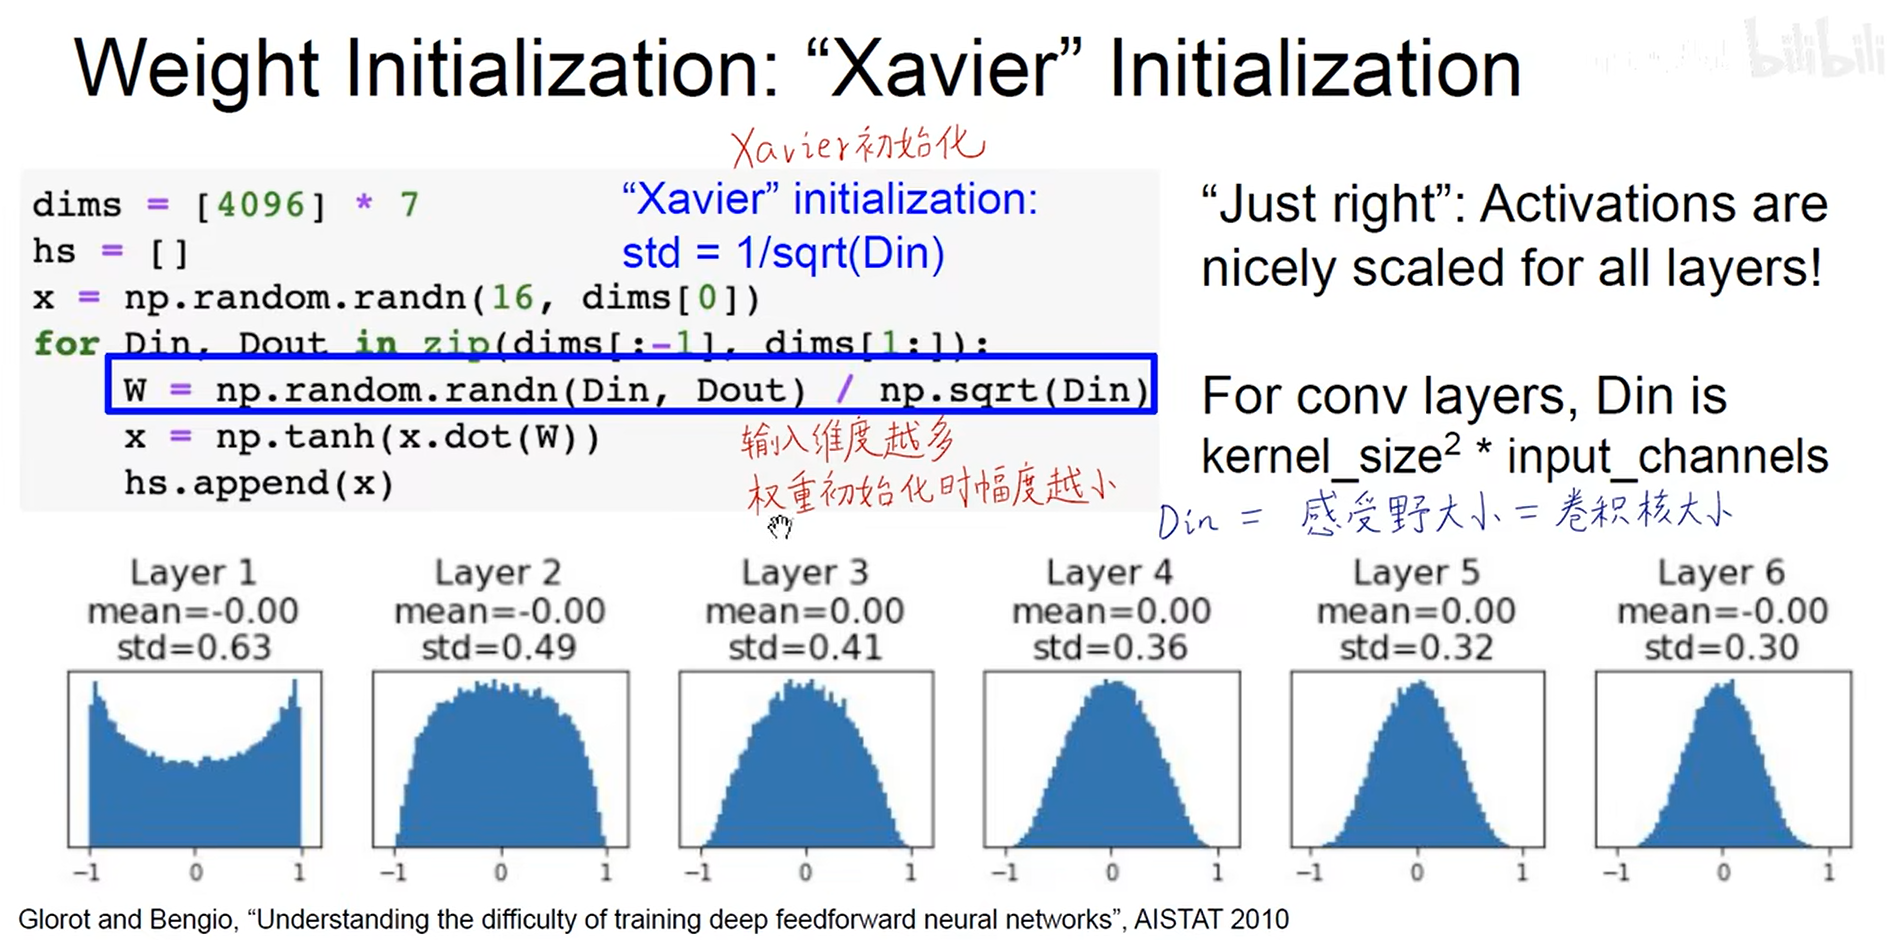 Weight Initialization: “Xavier” Initialization
bilibili
Xavier初始化
dims = [4096] * 7
hs = []
x = np.random.randn(16, dims[0])
for Din, Dout in zip(dims[:-1], dims[1:]):
W = np.random.randn(Din, Dout) / np.sqrt(Din)
x = np.tanh(x.dot(W))
hs.append(x)
“Xavier” initialization:
std = 1/sqrt(Din)
输入维度越多
权重初始化时幅度越小
“Just right”: Activations are
nicely scaled for all layers!
For conv layers, Din is
kernel_size² * input_channels
Din = 感受野大小 = 卷积核大小
Layer 1
mean=-0.00
std=0.63
-1 0 1
Layer 2
mean=-0.00
std=0.49
−1 0 1
Layer 3
mean=0.00
std=0.41
−1 0 1
Layer 4
mean=0.00
std=0.36
−1 0 1
Layer 5
mean=0.00
std=0.32
−1 0 1
Layer 6
mean=-0.00
std=0.30
−1 0 1
Glorot and Bengio, “Understanding the difficulty of training deep feedforward neural networks”, AISTAT 2010